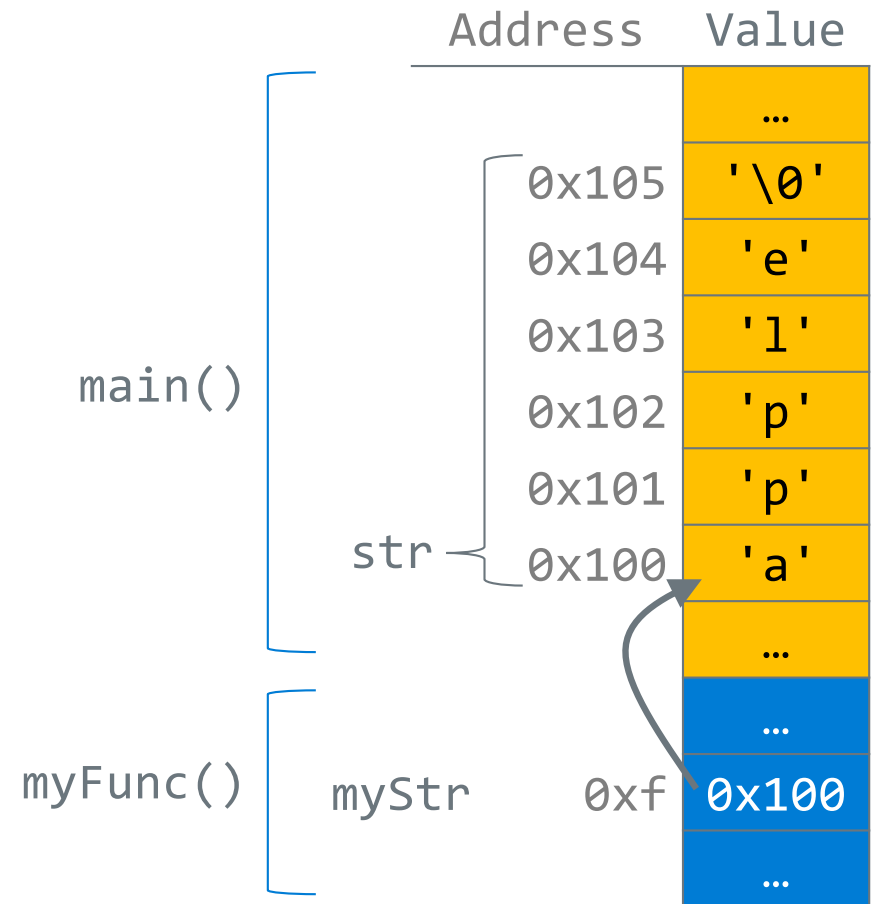 Address Value
…
0x105 '\0'
0x104 'e'
0x103 'l'
main() 0x102 'p'
0x101 'p'
str 0x100 'a'
…
…
myFunc() myStr 0xf 0x100
…